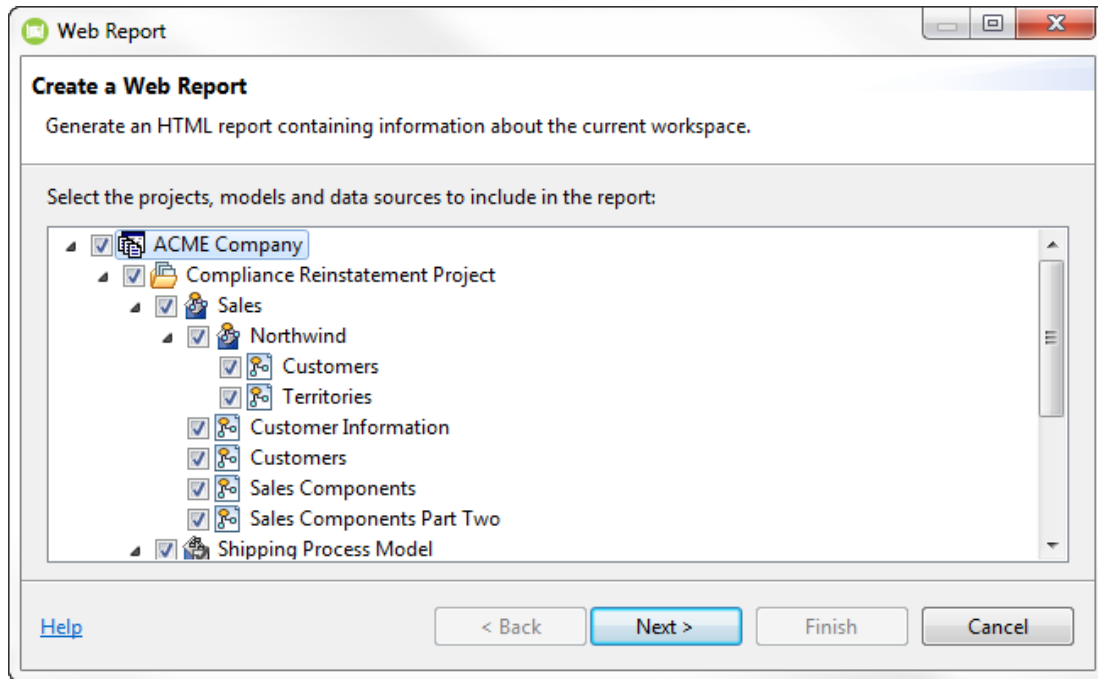 Web Report
Create a Web Report
Generate an HTML report containing information about the current workspace.
Select the projects, models and data sources to include in the report:
ACME Company
Compliance Reinstatement Project
Sales
Northwind
Customers
Territories
Customer Information
Customers
Sales Components
Sales Components Part Two
Shipping Process Model
Help < Back Next > Finish Cancel